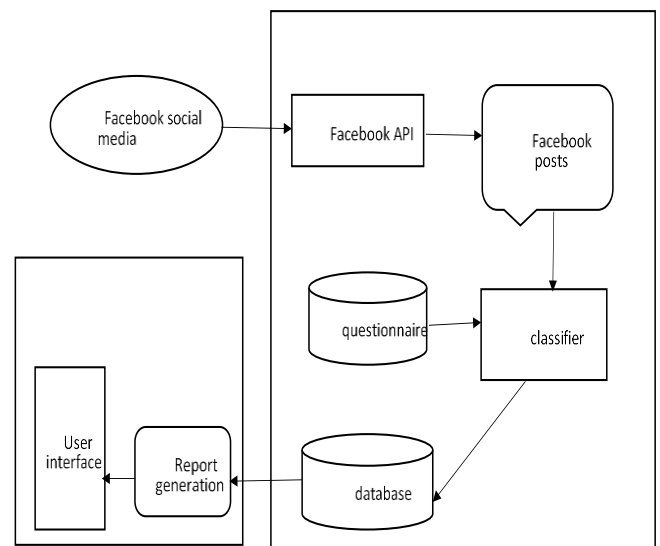 Facebook social
media
Facebook API
Facebook
posts
questionnaire
classifier
User
interface
Report
generation
database